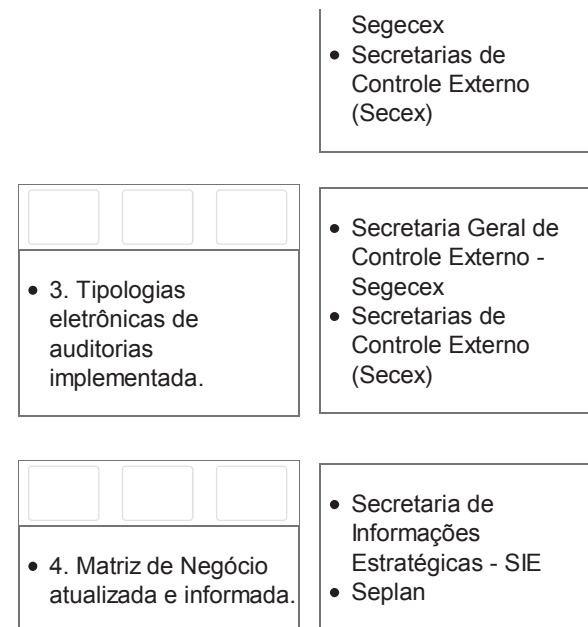 Segecex
• Secretarias de
Controle Externo
(Secex)
• 3. Tipologias
eletrônicas de
auditorias
implementada.
• Secretaria Geral de
Controle Externo -
Segecex
• Secretarias de
Controle Externo
(Secex)
• 4. Matriz de Negócio
atualizada e informada.
• Secretaria de
Informações
Estratégicas - SIE
• Seplan